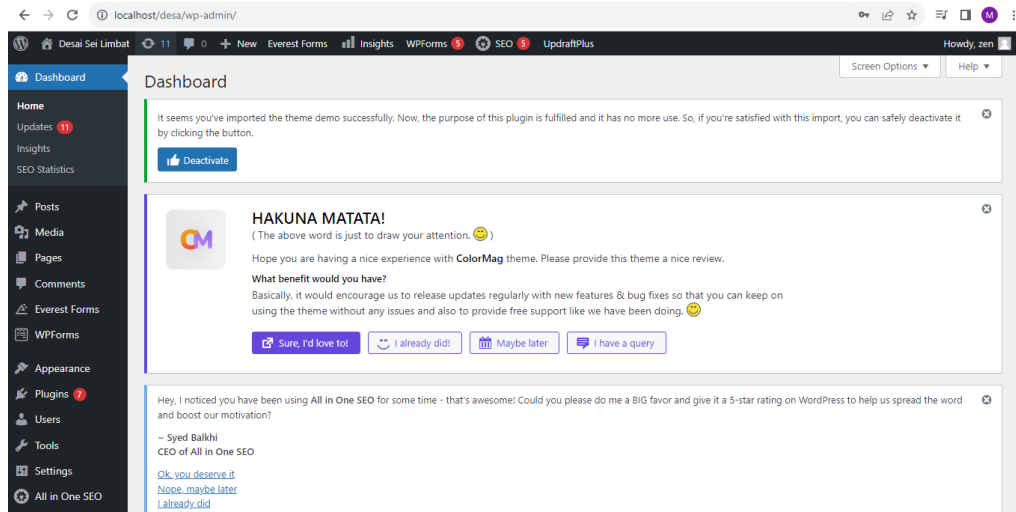 localhost/desa/wp-admin/
M
Desai Sei Limbat 11 0 + New Everest Forms Insights WPForms 5 SEO 5 UpdraftPlus Howdy, zen
Screen Options ▼ Help ▼
Dashboard
Home
Updates 11
Insights
SEO Statistics
Posts
Media
Pages
Comments
Everest Forms
WPForms
Appearance
Plugins 7
Users
Tools
Settings
All in One SEO
Dashboard
It seems you've imported the theme demo successfully. Now, the purpose of this plugin is fulfilled and it has no more use. So, if you're satisfied with this import, you can safely deactivate it
by clicking the button.
Deactivate
CM
HAKUNA MATATA!
( The above word is just to draw your attention. 🙂 )
Hope you are having a nice experience with ColorMag theme. Please provide this theme a nice review.
What benefit would you have?
Basically, it would encourage us to release updates regularly with new features & bug fixes so that you can keep on
using the theme without any issues and also to provide free support like we have been doing. 🙂
Sure, I'd love to! I already did! Maybe later I have a query
Hey, I noticed you have been using All in One SEO for some time - that's awesome! Could you please do me a BIG favor and give it a 5-star rating on WordPress to help us spread the word
and boost our motivation?
~ Syed Balkhi
CEO of All in One SEO
Ok, you deserve it
Nope, maybe later
I already did